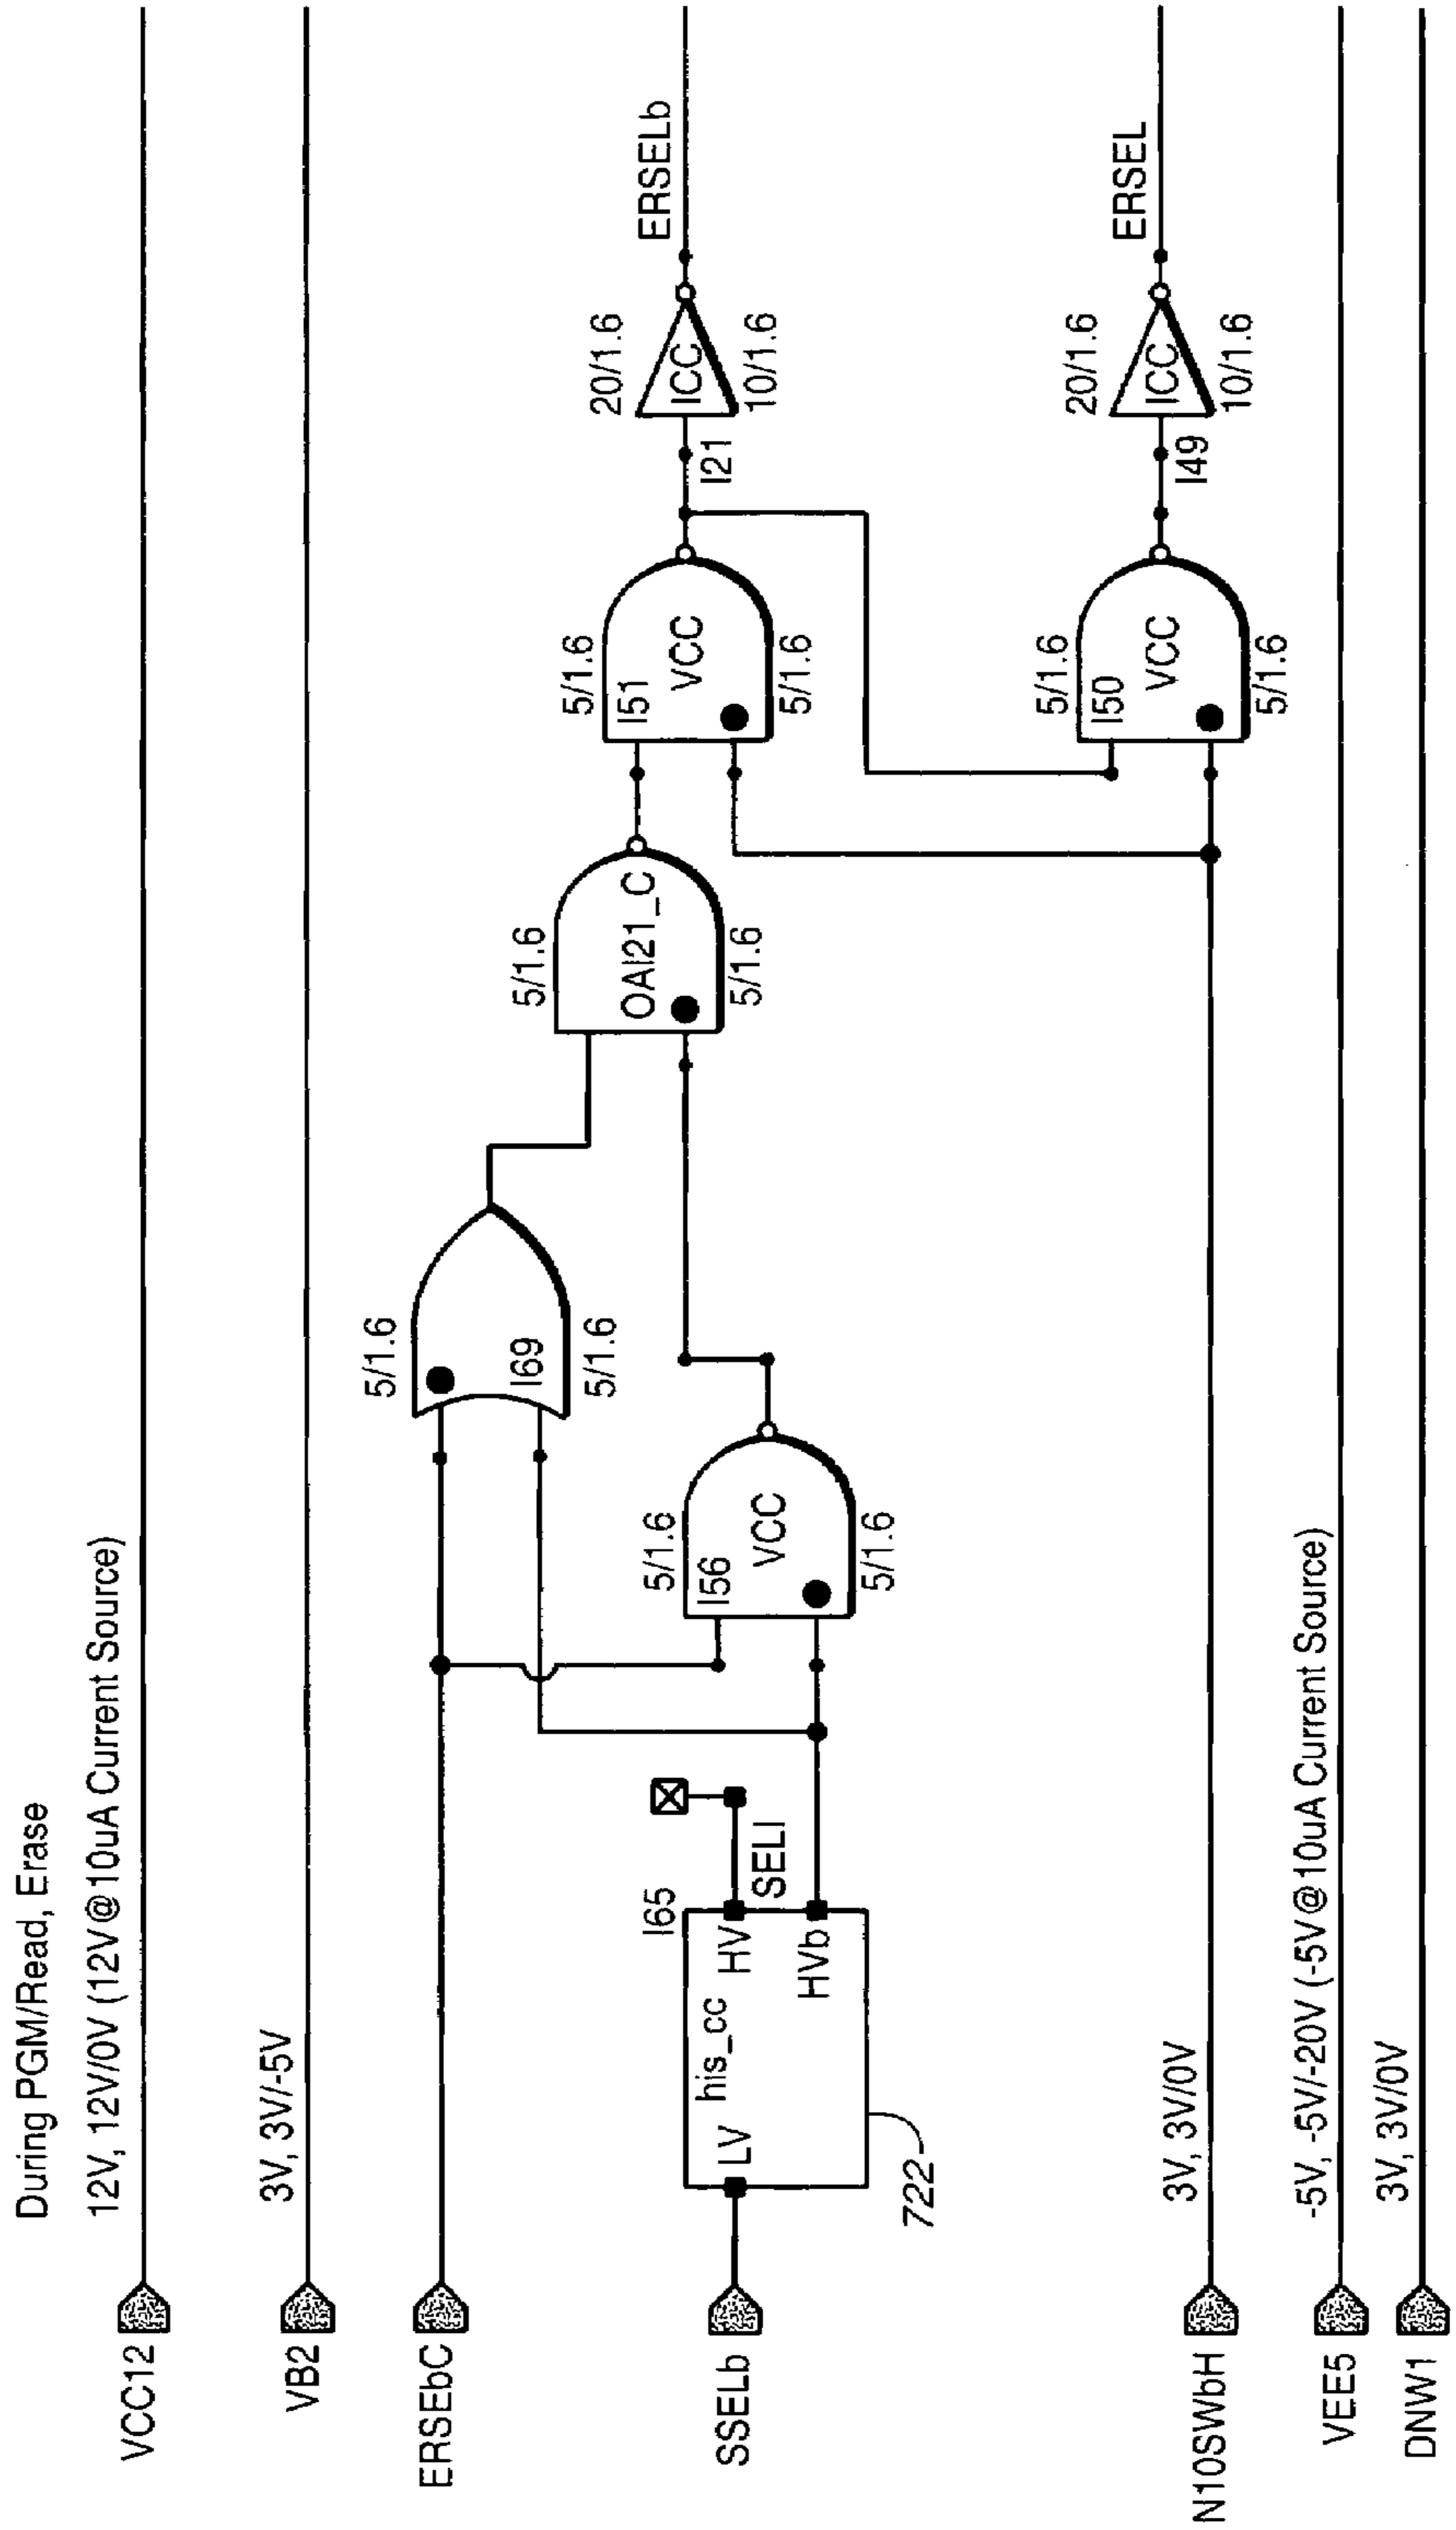 During PGM/Read, Erase
VCC12
12V, 12V/0V (12V@10uA Current Source)
VB2
3V, 3V/-5V
ERSEbC
5/1.6
I69
5/1.6
5/1.6
OAI21_C
5/1.6
5/1.6
I51
VCC
5/1.6
20/1.6
ICC
I21
10/1.6
ERSELb
SSELb
I65
LV
his_cc
HV
HVb
SELI
722
5/1.6
I56
VCC
5/1.6
5/1.6
I50
VCC
5/1.6
20/1.6
ICC
I49
10/1.6
ERSEL
N10SWbH
3V, 3V/0V
VEE5
-5V, -5V/-20V (-5V@10uA Current Source)
DNW1
3V, 3V/0V